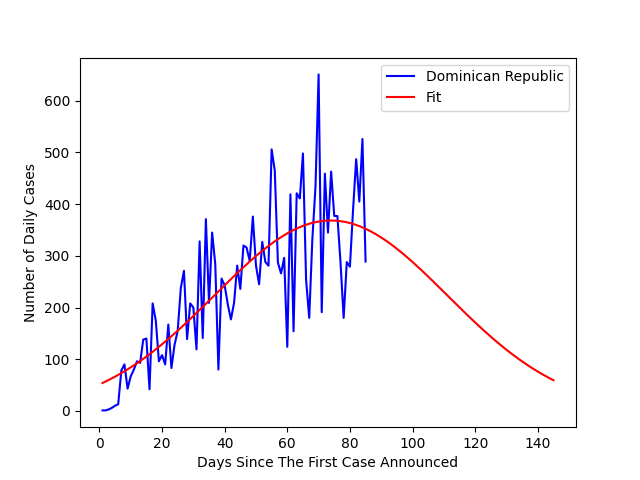 Dominican Republic
Fit
Number of Daily Cases
600
500
400
300
200
100
0
0 20 40 60 80 100 120 140
Days Since The First Case Announced